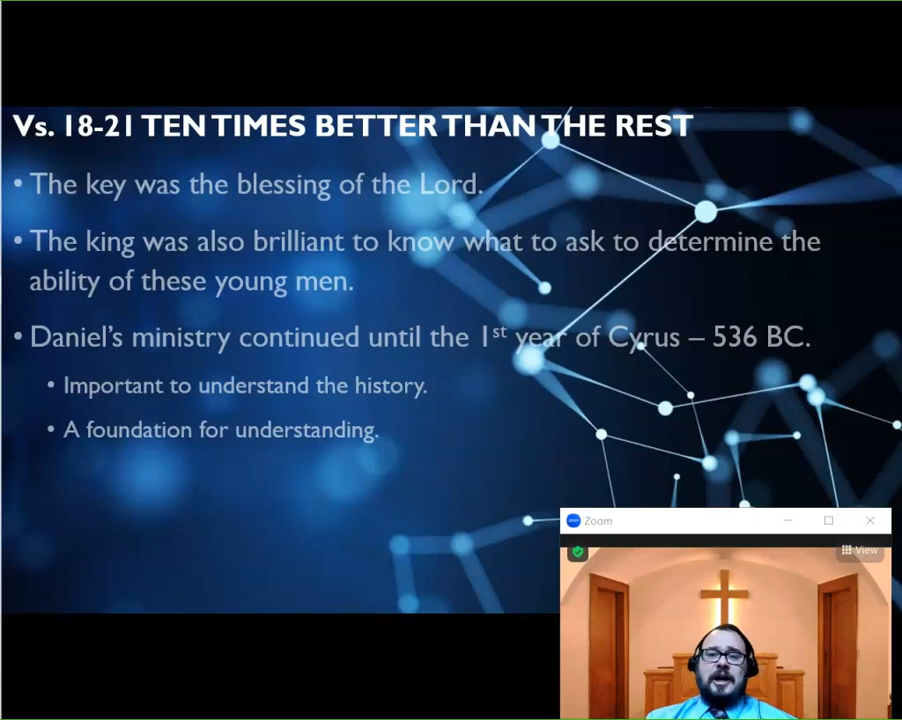 Vs. 18-21 TEN TIMES BETTER THAN THE REST
• The key was the blessing of the Lord.
• The king was also brilliant to know what to ask to determine the
ability of these young men.
• Daniel’s ministry continued until the 1st year of Cyrus – 536 BC.
• Important to understand the history.
• A foundation for understanding.
zoom Zoom
View